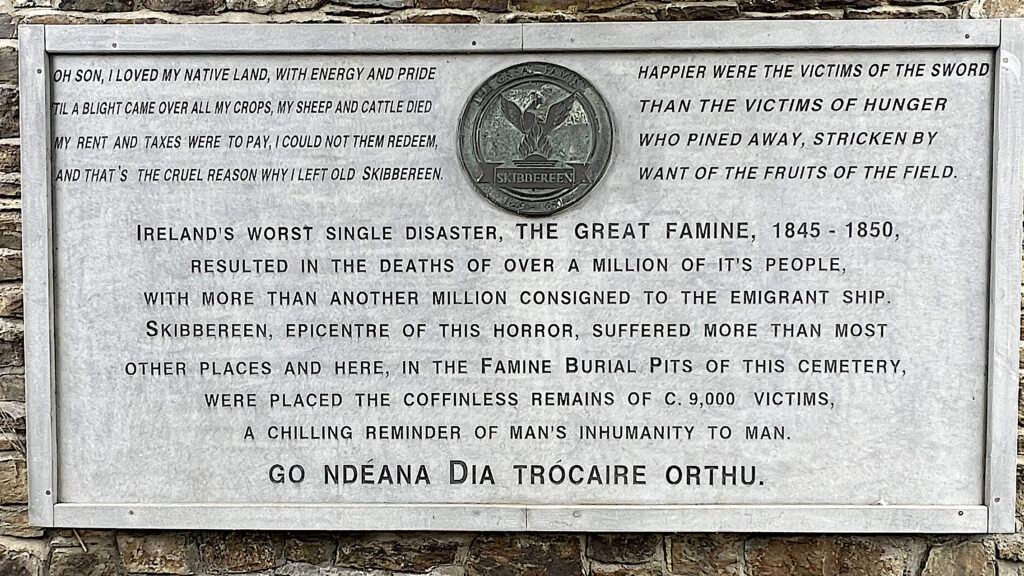 OH SON, I LOVED MY NATIVE LAND, WITH ENERGY AND PRIDE
'TIL A BLIGHT CAME OVER ALL MY CROPS, MY SHEEP AND CATTLE DIED
MY RENT AND TAXES WERE TO PAY, I COULD NOT THEM REDEEM,
AND THAT'S THE CRUEL REASON WHY I LEFT OLD SKIBBEREEN.
THE GREAT FAMINE
SKIBBEREEN
HAPPIER WERE THE VICTIMS OF THE SWORD
THAN THE VICTIMS OF HUNGER
WHO PINED AWAY, STRICKEN BY
WANT OF THE FRUITS OF THE FIELD.
IRELAND'S WORST SINGLE DISASTER, THE GREAT FAMINE, 1845 - 1850,
RESULTED IN THE DEATHS OF OVER A MILLION OF IT'S PEOPLE,
WITH MORE THAN ANOTHER MILLION CONSIGNED TO THE EMIGRANT SHIP.
SKIBBEREEN, EPICENTRE OF THIS HORROR, SUFFERED MORE THAN MOST
OTHER PLACES AND HERE, IN THE FAMINE BURIAL PITS OF THIS CEMETERY,
WERE PLACED THE COFFINLESS REMAINS OF C. 9,000 VICTIMS,
A CHILLING REMINDER OF MAN'S INHUMANITY TO MAN.
GO NDÉANA DIA TRÓCAIRE ORTHU.